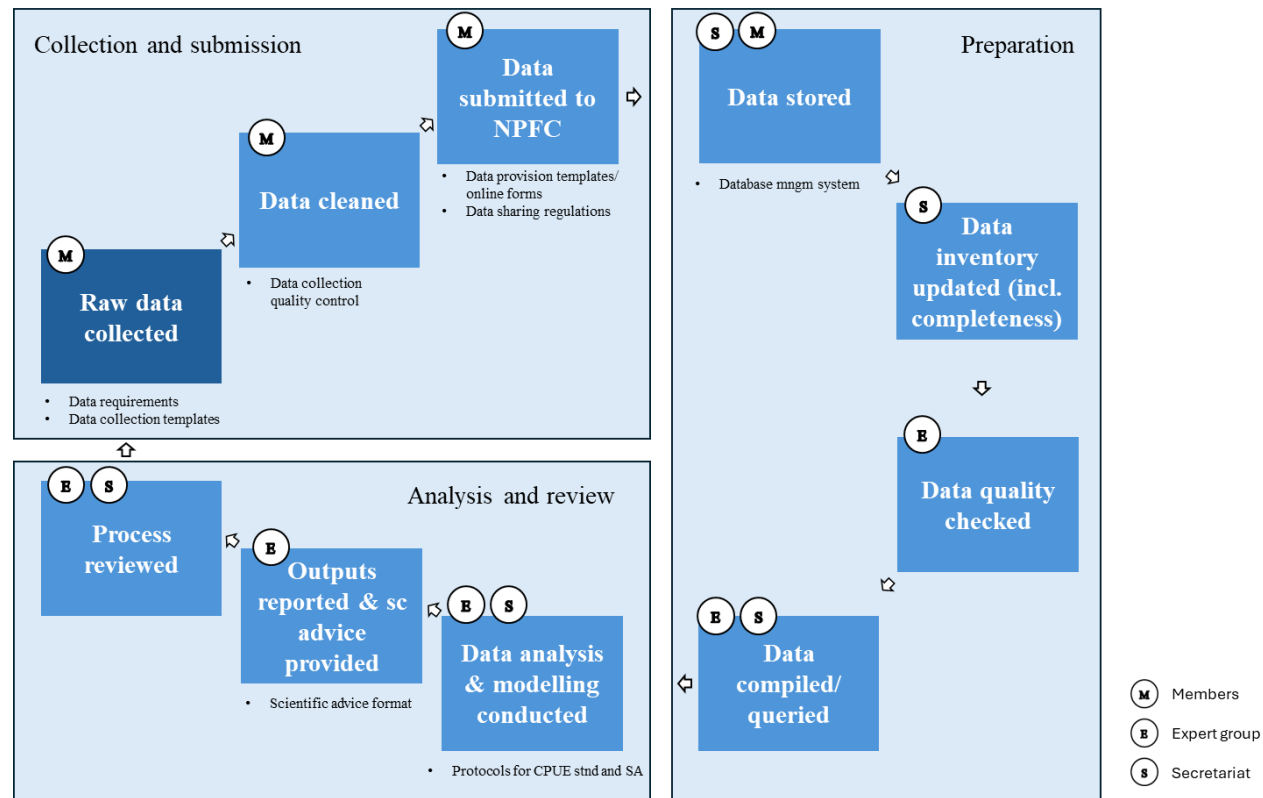 Collection and submission
M
Raw data
collected
• Data requirements
• Data collection templates
M
Data cleaned
• Data collection
quality control
M
Data
submitted to
NPFC
• Data provision templates/
online forms
• Data sharing regulations
Preparation
S M
Data stored
• Database mngm system
S
Data
inventory
updated (incl.
completeness)
E
Data quality
checked
E S
Data
compiled/
queried
Analysis and review
E S
Data analysis
& modelling
conducted
• Protocols for CPUE stnd and SA
E
Outputs
reported & sc
advice
provided
• Scientific advice format
E S
Process
reviewed
M Members
E Expert group
S Secretariat